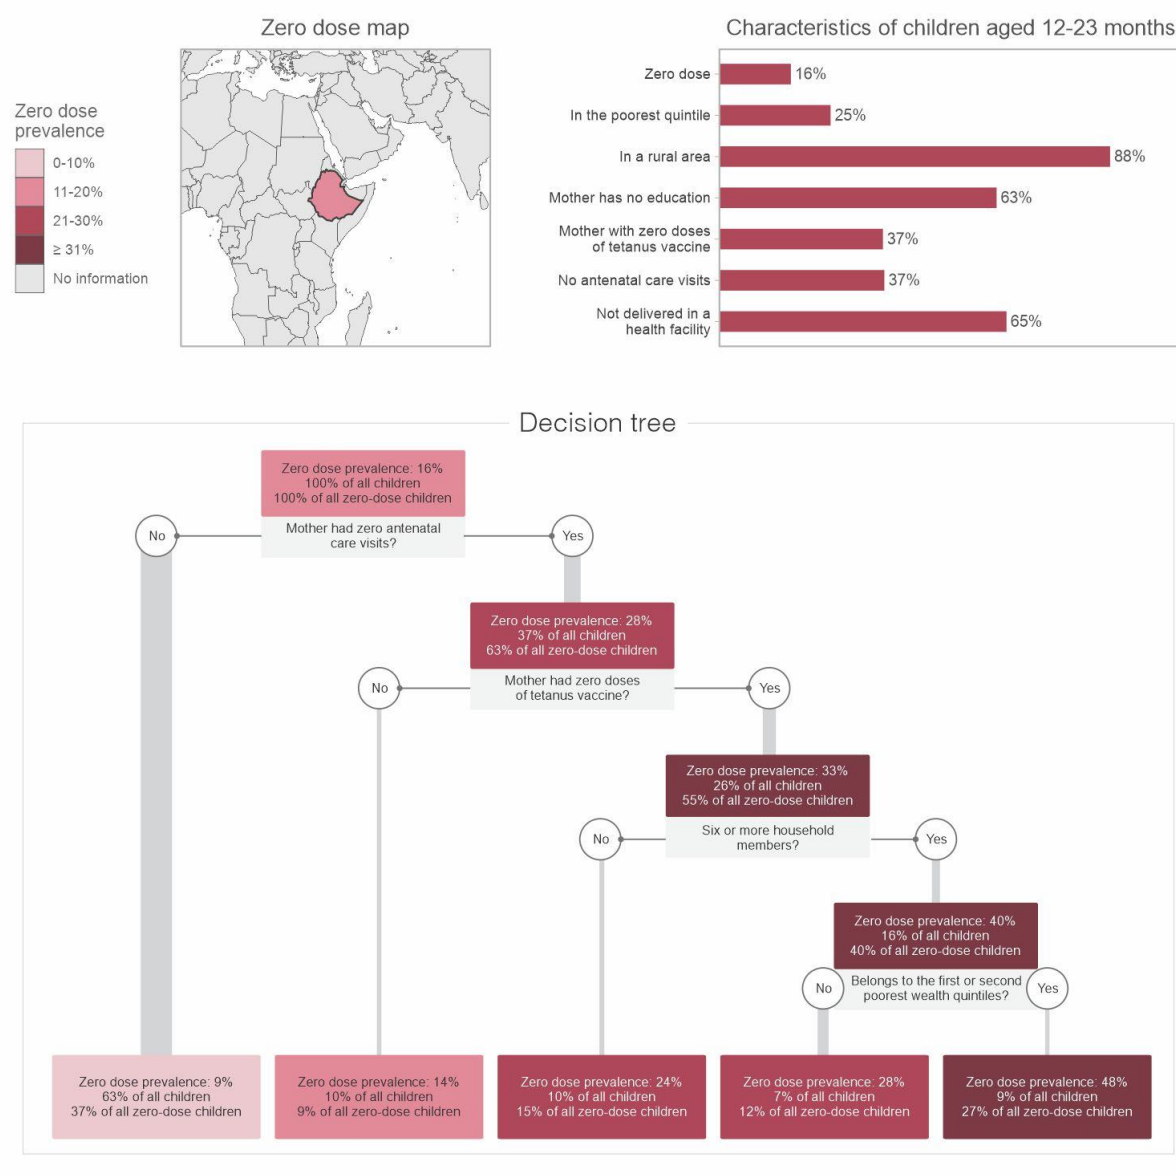 Zero dose map
Zero dose
prevalence
0-10%
11-20%
21-30%
≥ 31%
No information
Characteristics of children aged 12-23 months
Zero dose
16%
In the poorest quintile
25%
In a rural area
88%
Mother has no education
63%
Mother with zero doses
of tetanus vaccine
37%
No antenatal care visits
37%
Not delivered in a
health facility
65%
Decision tree
Zero dose prevalence: 16%
100% of all children
100% of all zero-dose children
Mother had zero antenatal
care visits?
No
Yes
Zero dose prevalence: 28%
37% of all children
63% of all zero-dose children
Mother had zero doses
of tetanus vaccine?
No
Yes
Zero dose prevalence: 33%
26% of all children
55% of all zero-dose children
Six or more household
members?
No
Yes
Zero dose prevalence: 40%
16% of all children
40% of all zero-dose children
Belongs to the first or second
poorest wealth quintiles?
No
Yes
Zero dose prevalence: 9%
63% of all children
37% of all zero-dose children
Zero dose prevalence: 14%
10% of all children
9% of all zero-dose children
Zero dose prevalence: 24%
10% of all children
15% of all zero-dose children
Zero dose prevalence: 28%
7% of all children
12% of all zero-dose children
Zero dose prevalence: 48%
9% of all children
27% of all zero-dose children